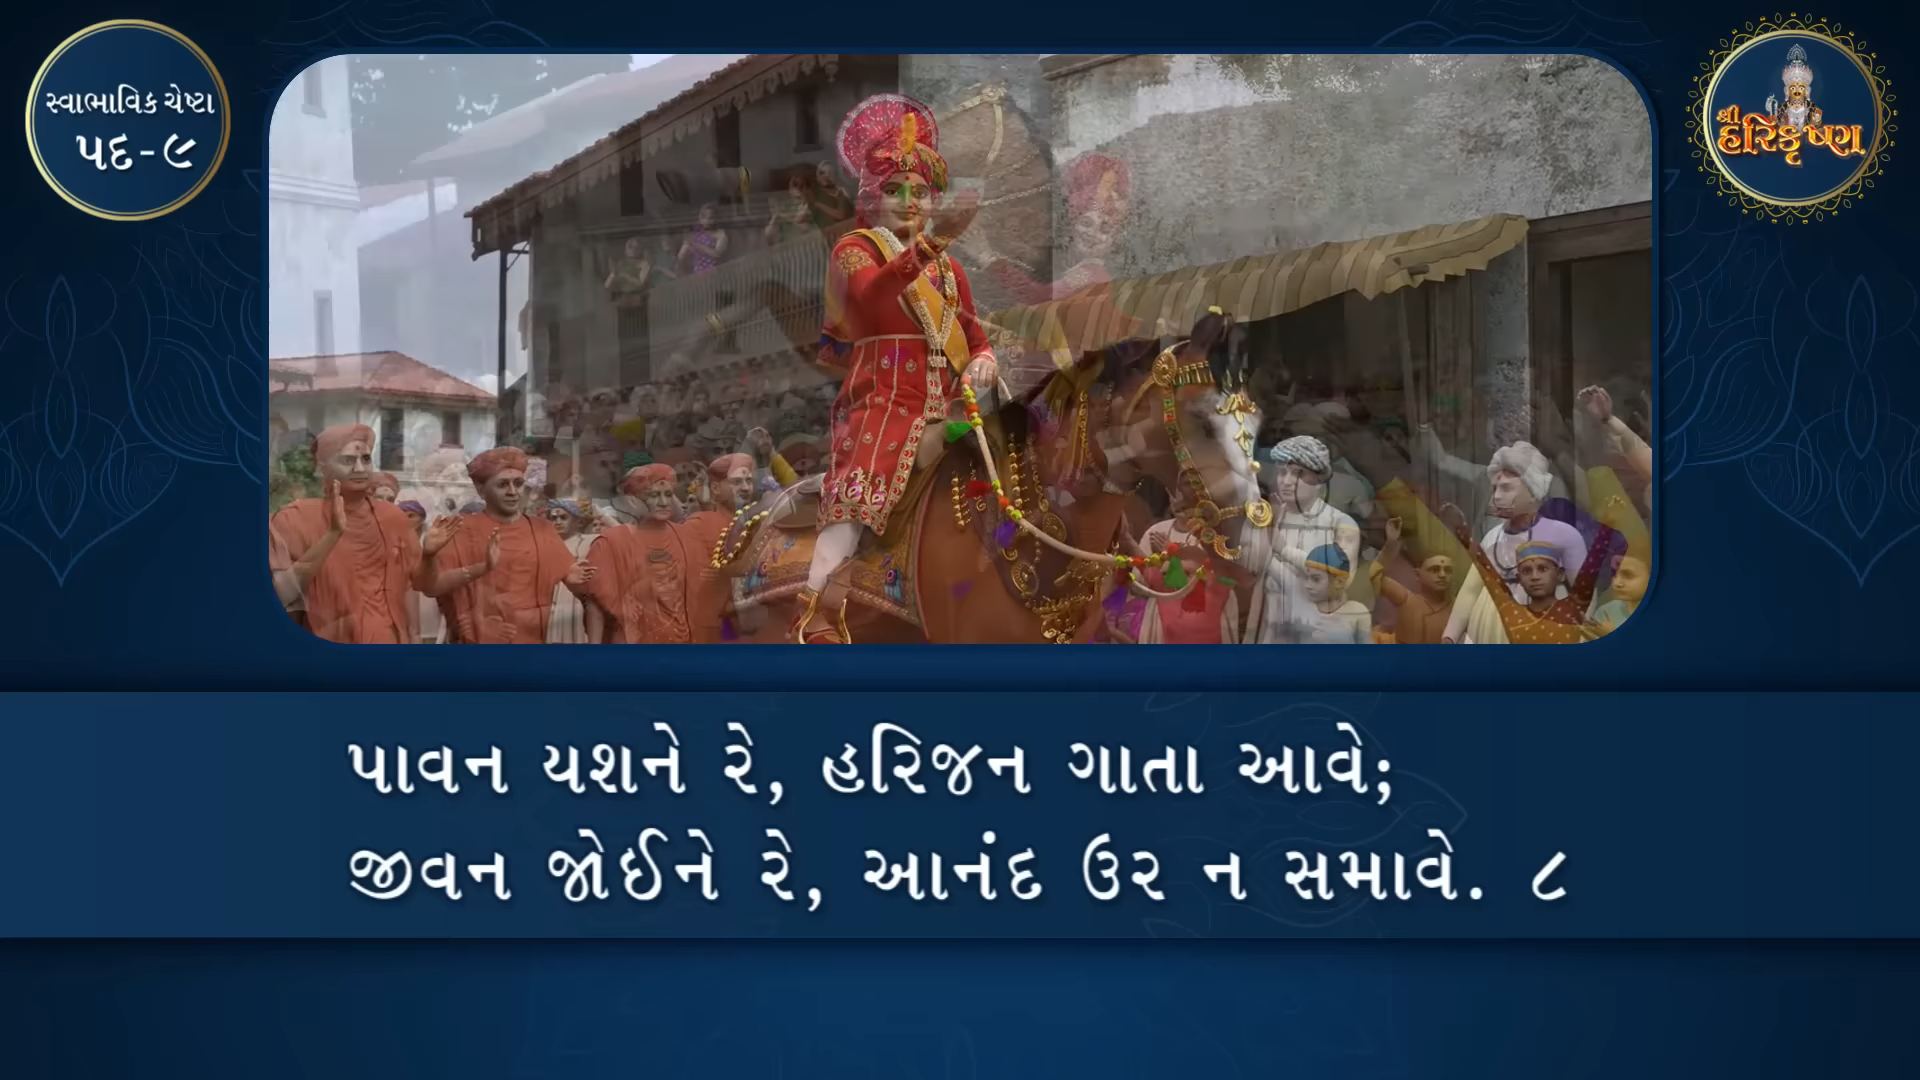 સ્વાભાવિક ચેષ્ટા
પદ-૯
શ્રી
હરિકૃષ્ણ
પાવન યશને રે, હરિજન ગાતા આવે;
જીવન જોઈને રે, આનંદ ઉર ન સમાવે. ૮